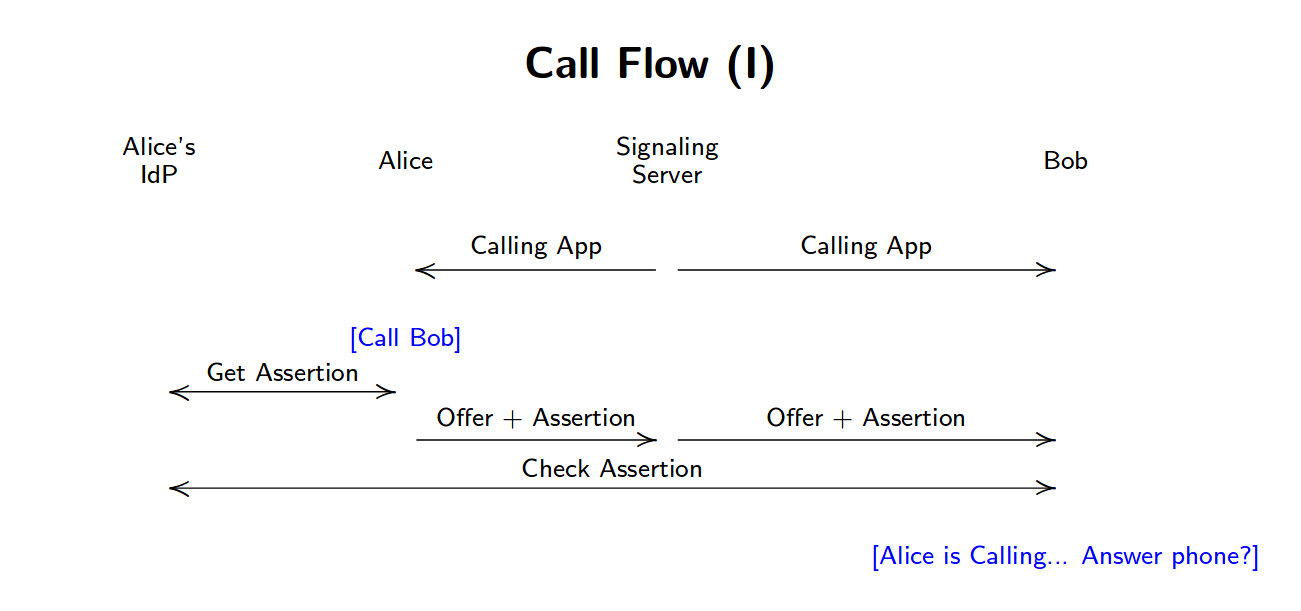 Call Flow (I)
Alice's
IdP
Alice
Signaling
Server
Bob
Calling App
Calling App
[Call Bob]
Get Assertion
Offer + Assertion
Offer + Assertion
Check Assertion
[Alice is Calling... Answer phone?]